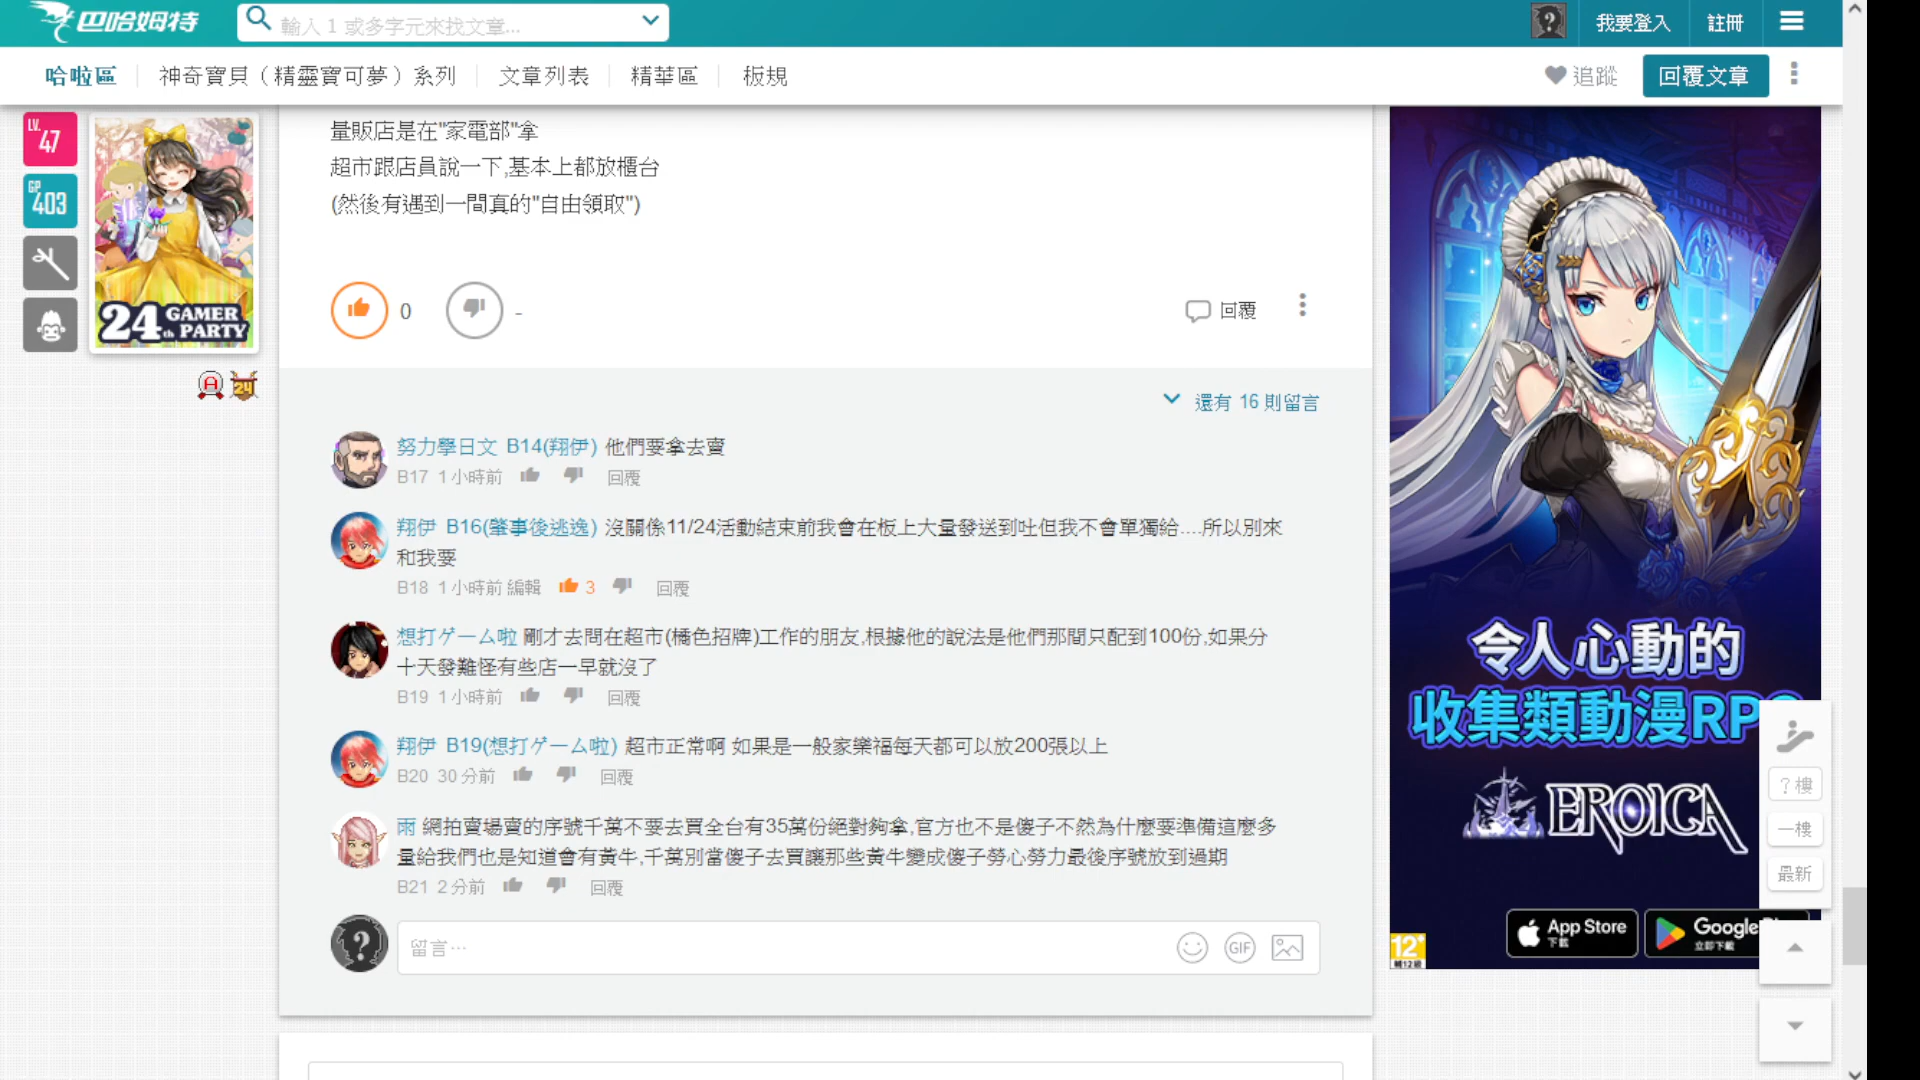 巴哈姆特
輸入 1 或多字元來找文章...
我要登入
註冊
哈啦區
神奇寶貝（精靈寶可夢）系列
文章列表
精華區
板規
追蹤
回覆文章
LV.
47
GP
403
24th GAMER PARTY
24
量販店是在"家電部"拿
超市跟店員說一下,基本上都放櫃台
(然後有遇到一間真的"自由領取")
0
-
回覆
還有 16 則留言
努力學日文 B14(翔伊) 他們要拿去賣
B17 1 小時前 回覆
翔伊 B16(肇事後逃逸) 沒關係11/24活動結束前我會在板上大量發送到吐但我不會單獨給....所以別來
和我要
B18 1 小時前 編輯 3 回覆
想打ゲーム啦 剛才去問在超市(橘色招牌)工作的朋友,根據他的說法是他們那間只配到100份,如果分
十天發難怪有些店一早就沒了
B19 1 小時前 回覆
翔伊 B19(想打ゲーム啦) 超市正常啊 如果是一般家樂福每天都可以放200張以上
B20 30 分前 回覆
雨 網拍賣場賣的序號千萬不要去買全台有35萬份絕對夠拿,官方也不是傻子不然為什麼要準備這麼多
量給我們也是知道會有黃牛,千萬別當傻子去買讓那些黃牛變成傻子勞心勞力最後序號放到過期
B21 2 分前 回覆
留言…
GIF
令人心動的
收集類動漫RPG
EROICA
App Store
下載
Google
立即下載
12+
輔12級
? 樓
一樓
最新